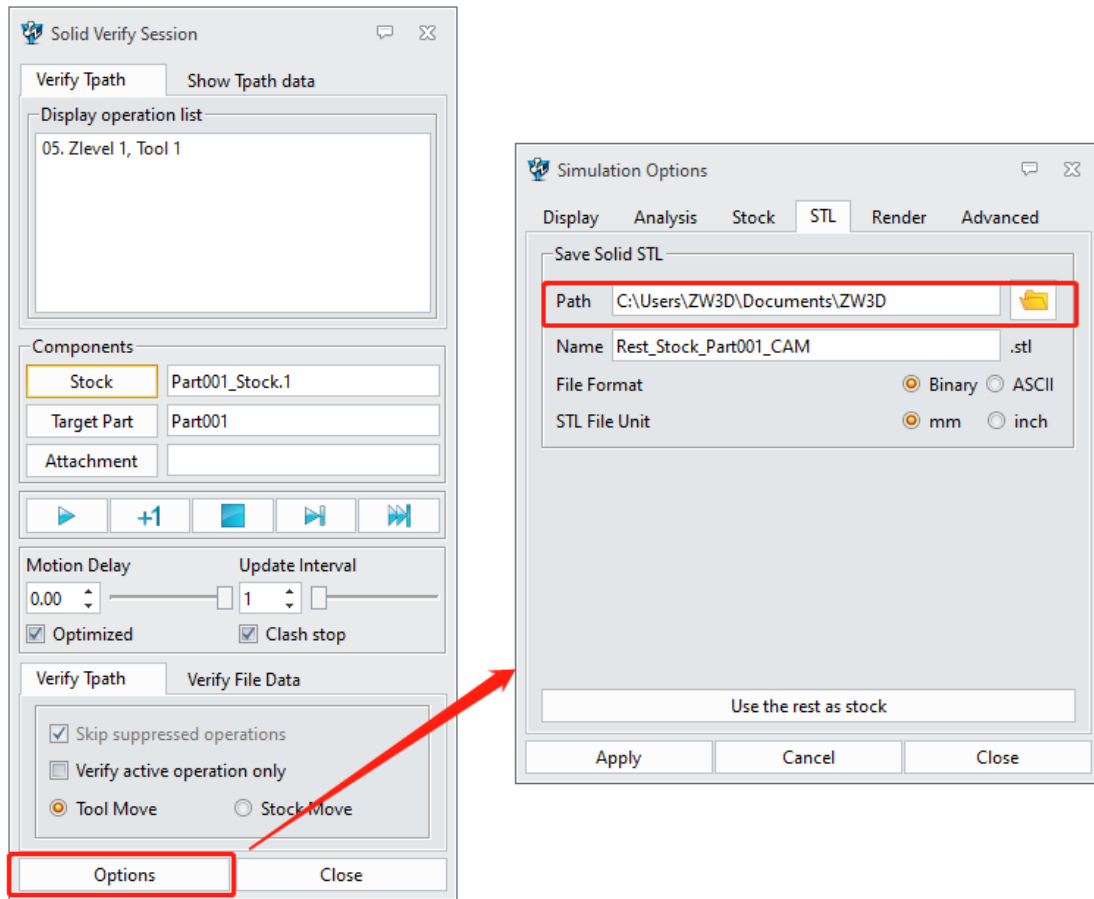 Solid Verify Session
Verify Tpath Show Tpath data
Display operation list
05. Zlevel 1, Tool 1
Components
Stock Part001_Stock.1
Target Part Part001
Attachment
+1
Motion Delay Update Interval
0.00 1
Optimized Clash stop
Verify Tpath Verify File Data
Skip suppressed operations
Verify active operation only
Tool Move Stock Move
Options Close
Simulation Options
Display Analysis Stock STL Render Advanced
Save Solid STL
Path C:\Users\ZW3D\Documents\ZW3D
Name Rest_Stock_Part001_CAM .stl
File Format Binary ASCII
STL File Unit mm inch
Use the rest as stock
Apply Cancel Close